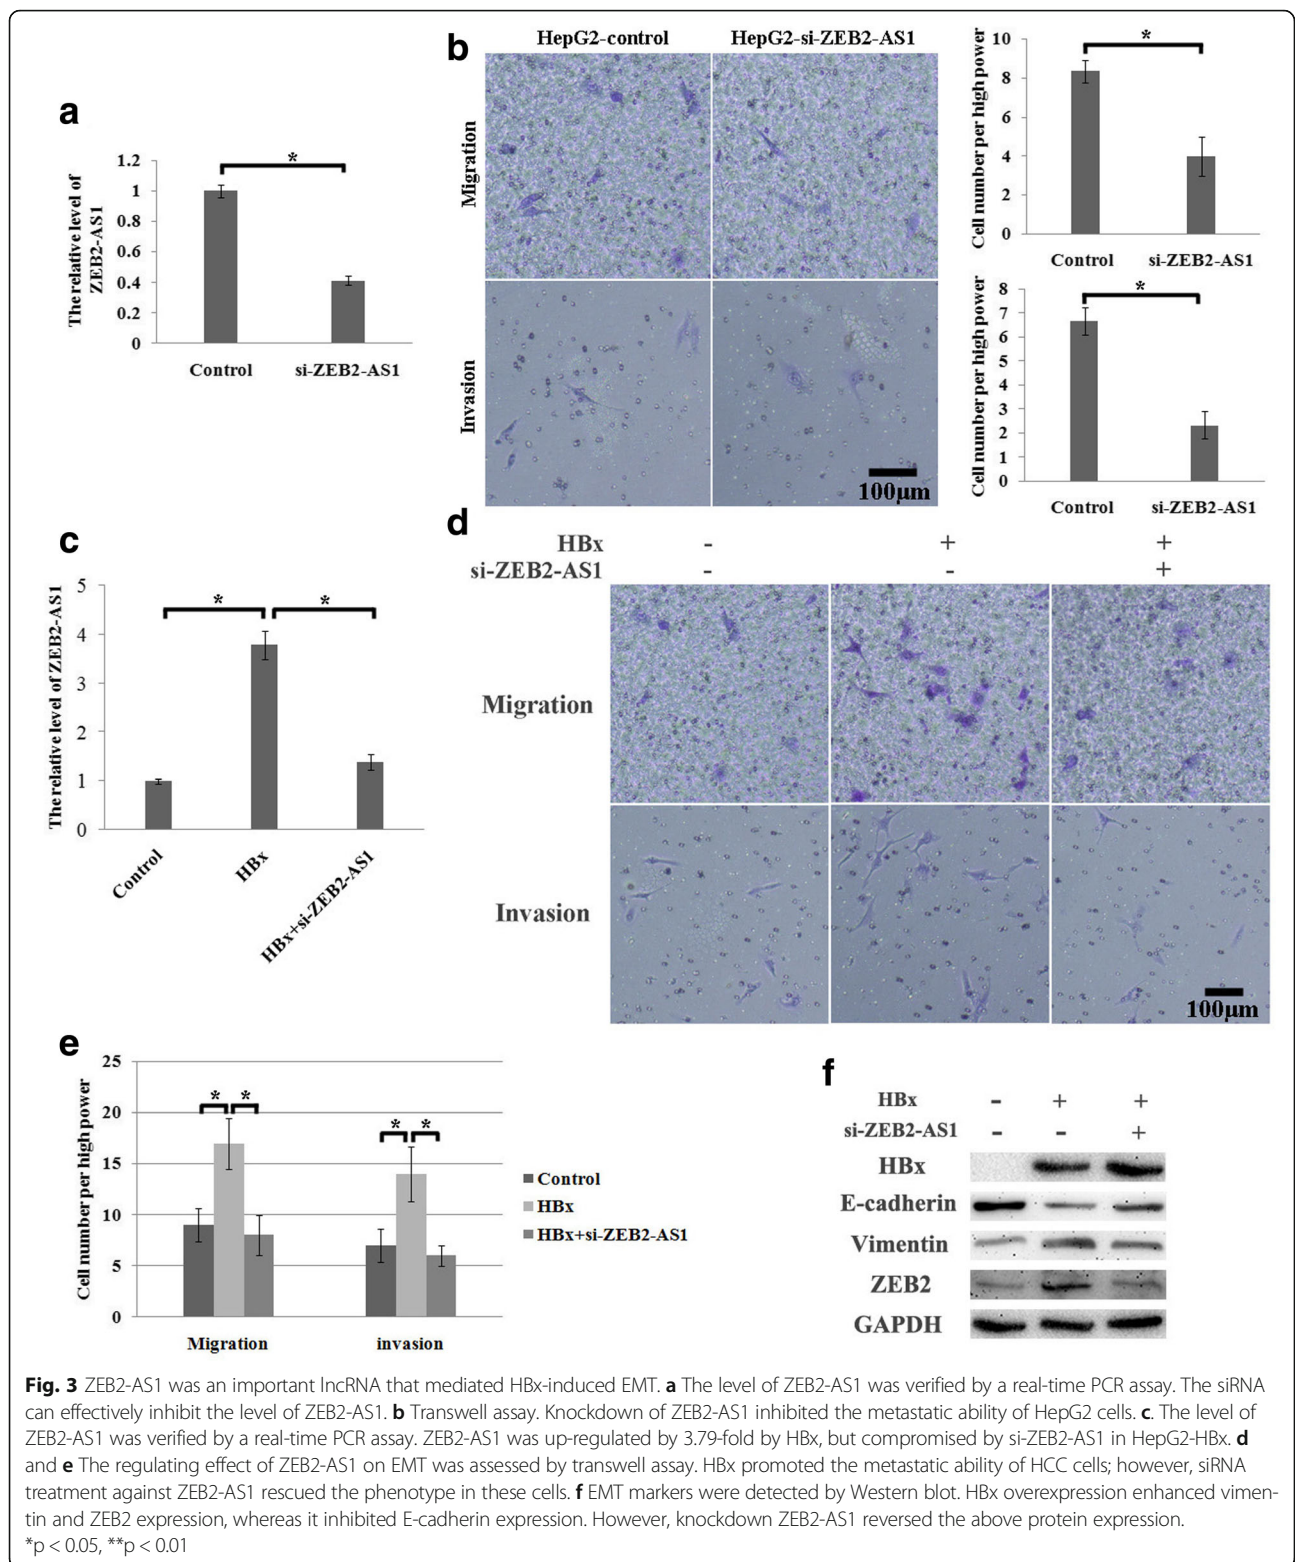 a
The relative level of
ZEB2-AS1
1.2
1
0.8
0.6
0.4
0.2
0
*
Control
si-ZEB2-AS1
b
HepG2-control
HepG2-si-ZEB2-AS1
Migration
Invasion
100μm
Cell number per high power
10
8
6
4
2
0
*
Control
si-ZEB2-AS1
Cell number per high power
8
7
6
5
4
3
2
1
0
*
Control
si-ZEB2-AS1
c
The relative level of ZEB2-AS1
5
4
3
2
1
0
*
*
Control
HBx
HBx+si-ZEB2-AS1
d
HBx - + +
si-ZEB2-AS1 - - +
Migration
Invasion
100μm
e
Cell number per high power
25
20
15
10
5
0
* *
* *
Migration
invasion
Control
HBx
HBx+si-ZEB2-AS1
f
HBx - + +
si-ZEB2-AS1 - - +
HBx
E-cadherin
Vimentin
ZEB2
GAPDH
Fig. 3 ZEB2-AS1 was an important lncRNA that mediated HBx-induced EMT. a The level of ZEB2-AS1 was verified by a real-time PCR assay. The siRNA
can effectively inhibit the level of ZEB2-AS1. b Transwell assay. Knockdown of ZEB2-AS1 inhibited the metastatic ability of HepG2 cells. c. The level of
ZEB2-AS1 was verified by a real-time PCR assay. ZEB2-AS1 was up-regulated by 3.79-fold by HBx, but compromised by si-ZEB2-AS1 in HepG2-HBx. d
and e The regulating effect of ZEB2-AS1 on EMT was assessed by transwell assay. HBx promoted the metastatic ability of HCC cells; however, siRNA
treatment against ZEB2-AS1 rescued the phenotype in these cells. f EMT markers were detected by Western blot. HBx overexpression enhanced vimen-
tin and ZEB2 expression, whereas it inhibited E-cadherin expression. However, knockdown ZEB2-AS1 reversed the above protein expression.
*p < 0.05, **p < 0.01